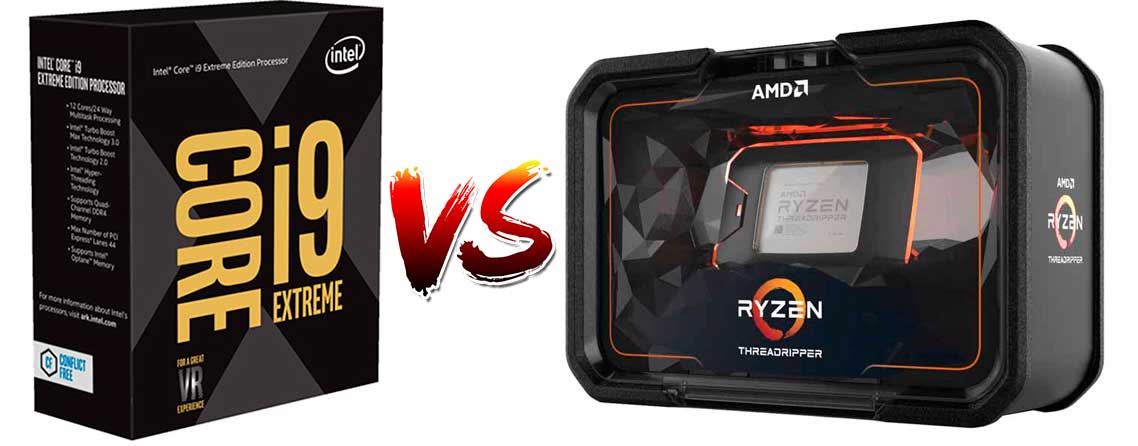 INTEL® CORE™ i9
EXTREME EDITION PROCESSOR
• 12 Cores/24 Way
Multitask Processing
• Intel® Turbo Boost
Max Technology 3.0
• Intel® Turbo Boost
Technology 2.0
• Intel® Hyper-
Threading
Technology
• Supports Quad-
Channel DDR4
Memory
• Max Number of PCI
Express® Lanes 44
• Supports Intel®
Optane™ Memory
For more information about Intel's
processors, visit ark.intel.com
CF CONFLICT
FREE
Intel® Core™ i9 Extreme Edition Processor
intel
CORE i9
EXTREME
FOR A GREAT
VR
EXPERIENCE
VS
AMD
AMD
RYZEN
THREADRIPPER
RYZEN
THREADRIPPER
AMD
RYZEN
THREADRIPPER